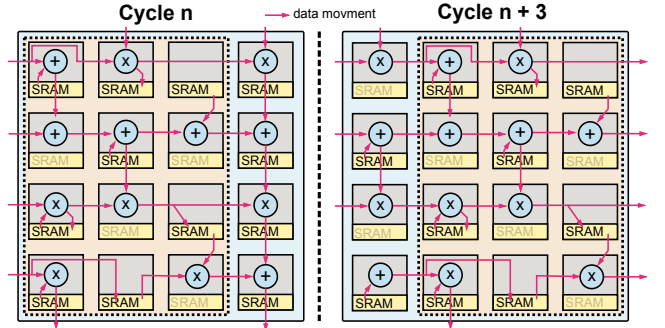 Cycle n
data movment
Cycle n + 3
+ x x
SRAM SRAM SRAM SRAM
+ + + +
SRAM SRAM SRAM SRAM
x x x
SRAM SRAM SRAM SRAM
x x +
SRAM SRAM SRAM SRAM
x + x
SRAM SRAM SRAM SRAM
+ + + +
SRAM SRAM SRAM SRAM
x x x
SRAM SRAM SRAM SRAM
+ x x
SRAM SRAM SRAM SRAM